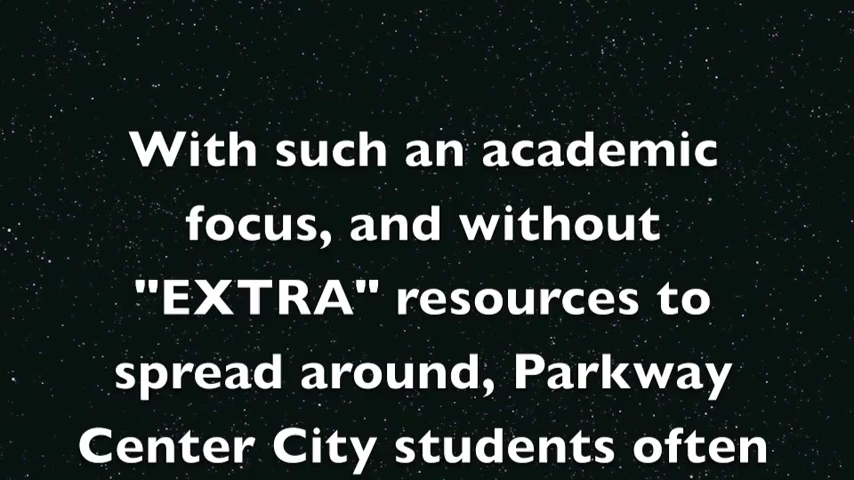 With such an academic
focus, and without
"EXTRA" resources to
spread around, Parkway
Center City students often